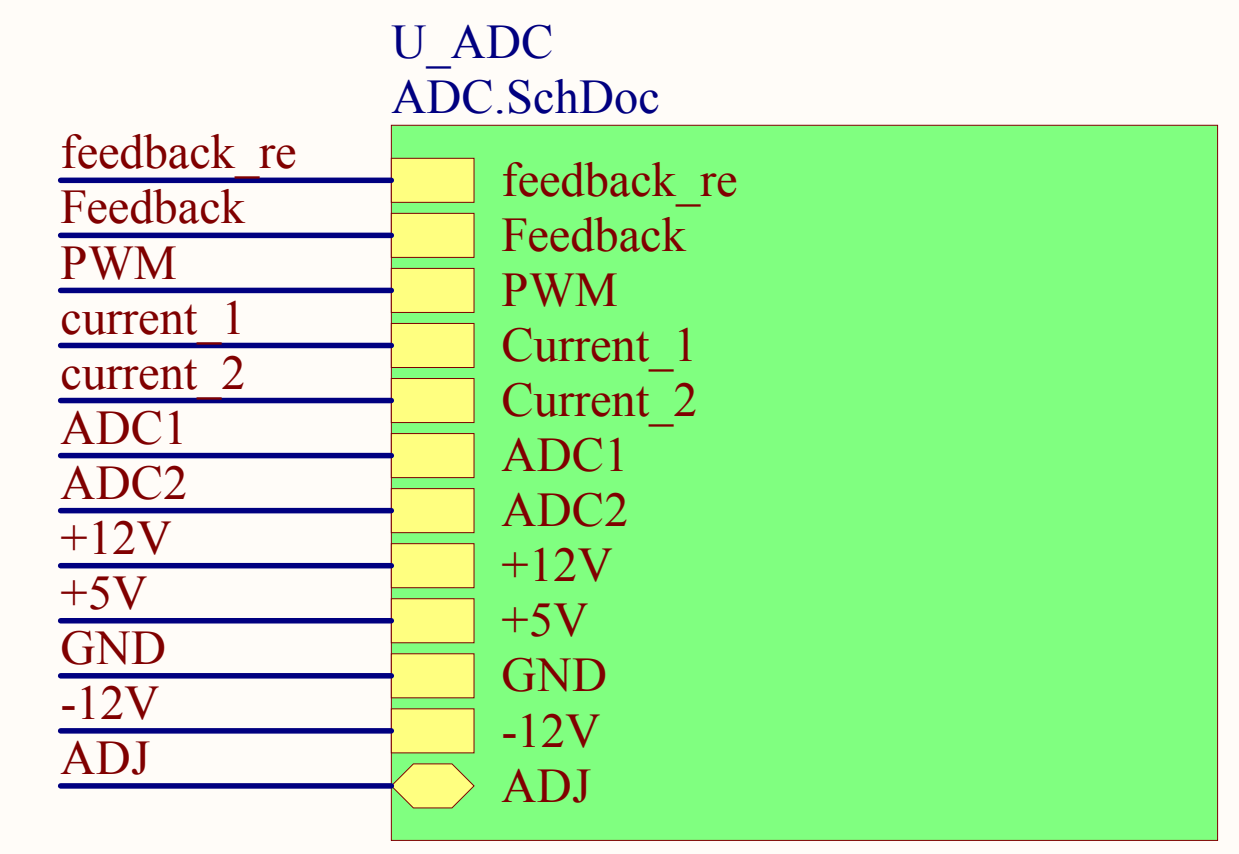 U_ADC
ADC.SchDoc
feedback_re
feedback_re
Feedback
Feedback
PWM
PWM
current_1
Current_1
current_2
Current_2
ADC1
ADC1
ADC2
ADC2
+12V
+12V
+5V
+5V
GND
GND
-12V
-12V
ADJ
ADJ